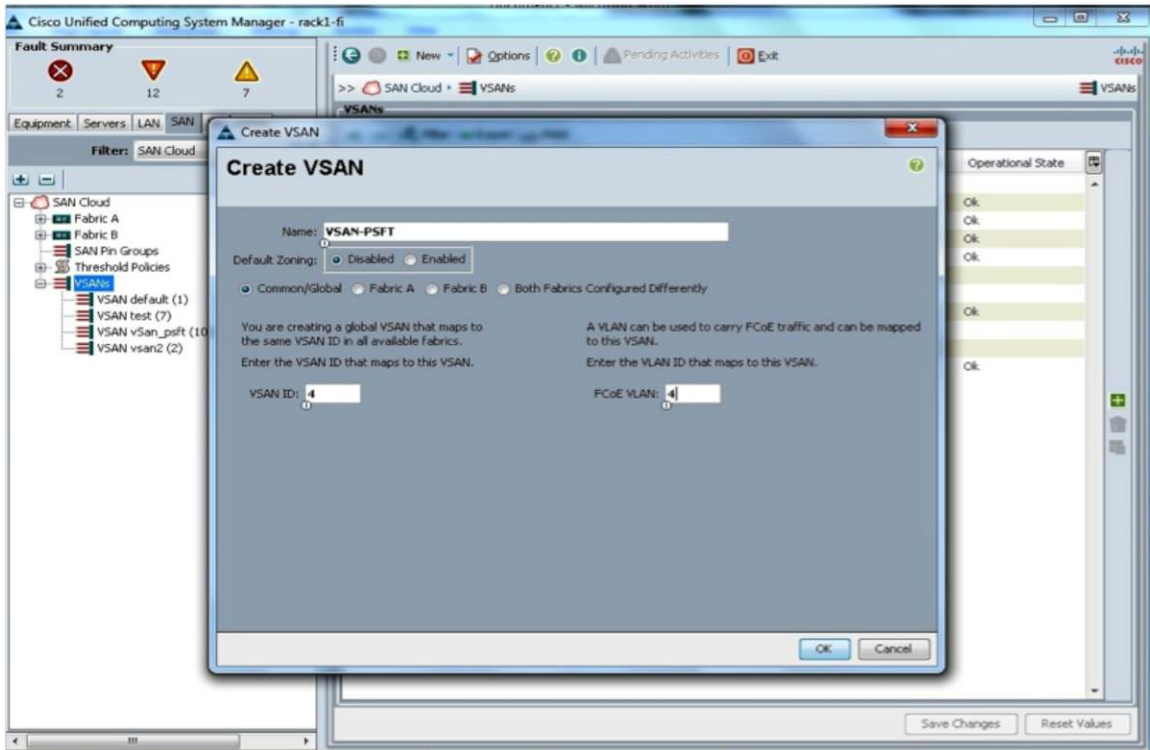 Cisco Unified Computing System Manager - rack1-fi
Fault Summary
2 12 7
New Options Pending Activities Exit
CISCO
>> SAN Cloud VSANs
VSANs
VSANs
Equipment Servers LAN SAN
Filter: SAN Cloud
SAN Cloud
Fabric A
Fabric B
SAN Pin Groups
Threshold Policies
VSANs
VSAN default (1)
VSAN test (7)
VSAN vSan_psft (10
VSAN vsan2 (2)
Create VSAN
Create VSAN
Name: VSAN-PSFT
Default Zoning: Disabled Enabled
Common/Global Fabric A Fabric B Both Fabrics Configured Differently
You are creating a global VSAN that maps to
the same VSAN ID in all available fabrics.
Enter the VSAN ID that maps to this VSAN.
VSAN ID: 4
A VLAN can be used to carry FCoE traffic and can be mapped
to this VSAN.
Enter the VLAN ID that maps to this VSAN.
FCoE VLAN: 4
OK Cancel
Operational State
Ok
Ok
Ok
Ok
Ok
Ok
Save Changes Reset Values